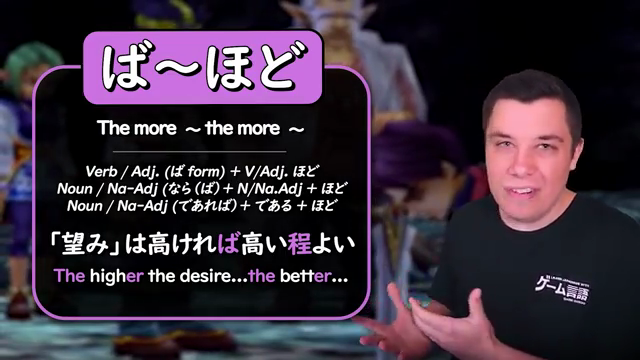 ば～ほど
The more ～ the more ～
Verb / Adj. (ば form) + V/Adj. ほど
Noun / Na-Adj (なら(ば) + N/Na.Adj + ほど
Noun / Na-Adj (であれば) + である + ほど
「望み」は高ければ高い程よい
The higher the desire...the better...
ゲーム言語